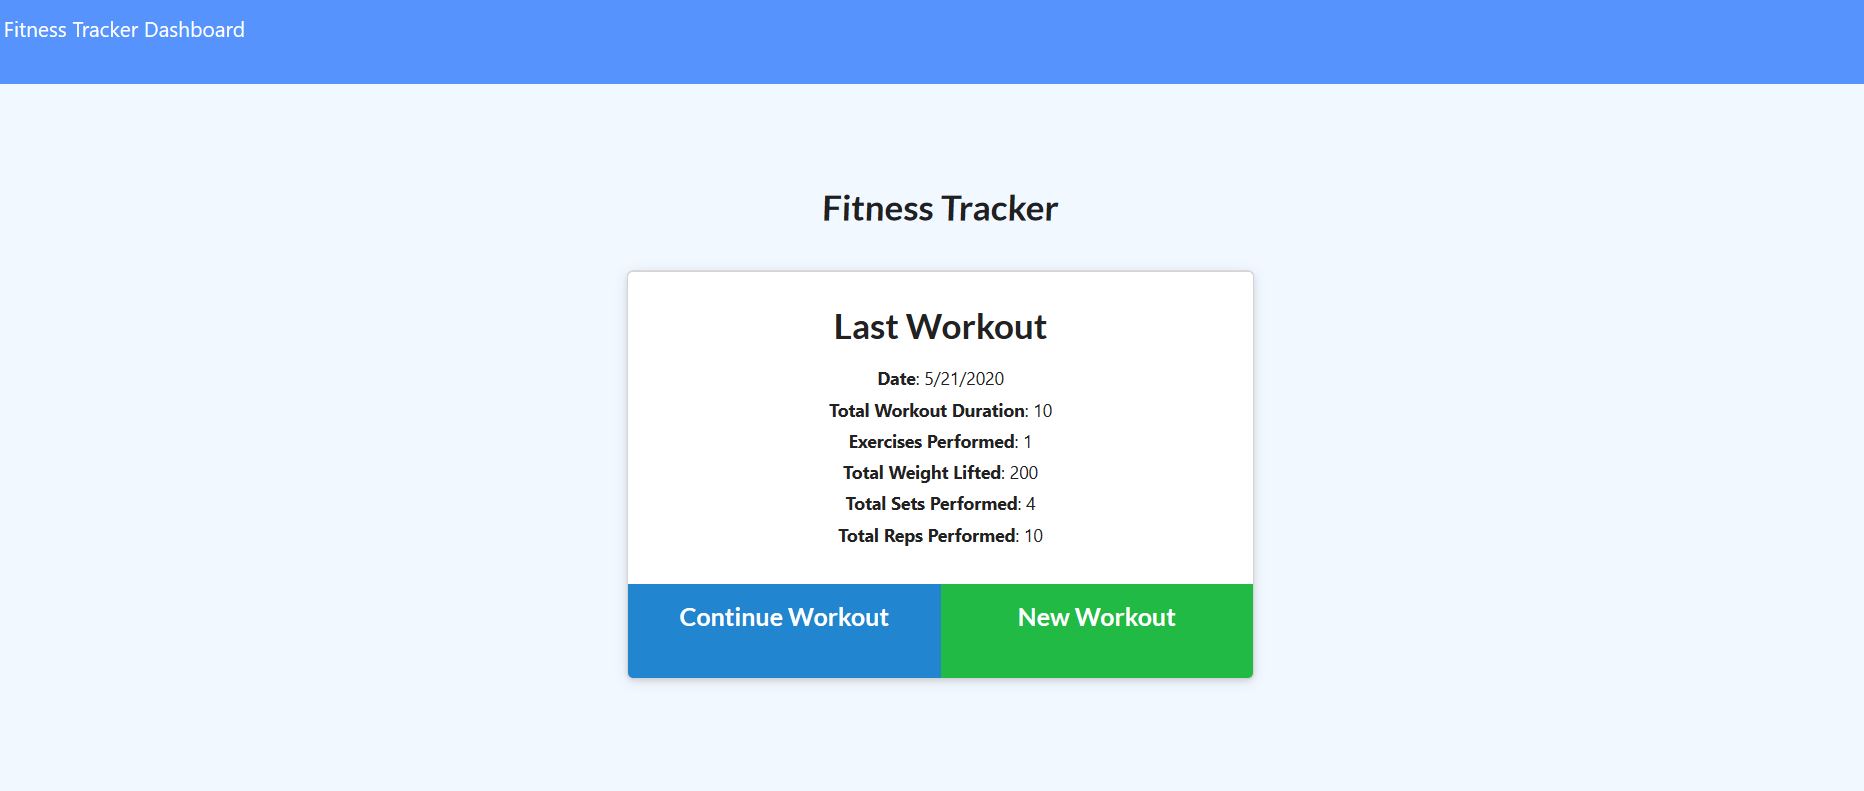 Fitness Tracker Dashboard
Fitness Tracker
Last Workout
Date: 5/21/2020
Total Workout Duration: 10
Exercises Performed: 1
Total Weight Lifted: 200
Total Sets Performed: 4
Total Reps Performed: 10
Continue Workout
New Workout